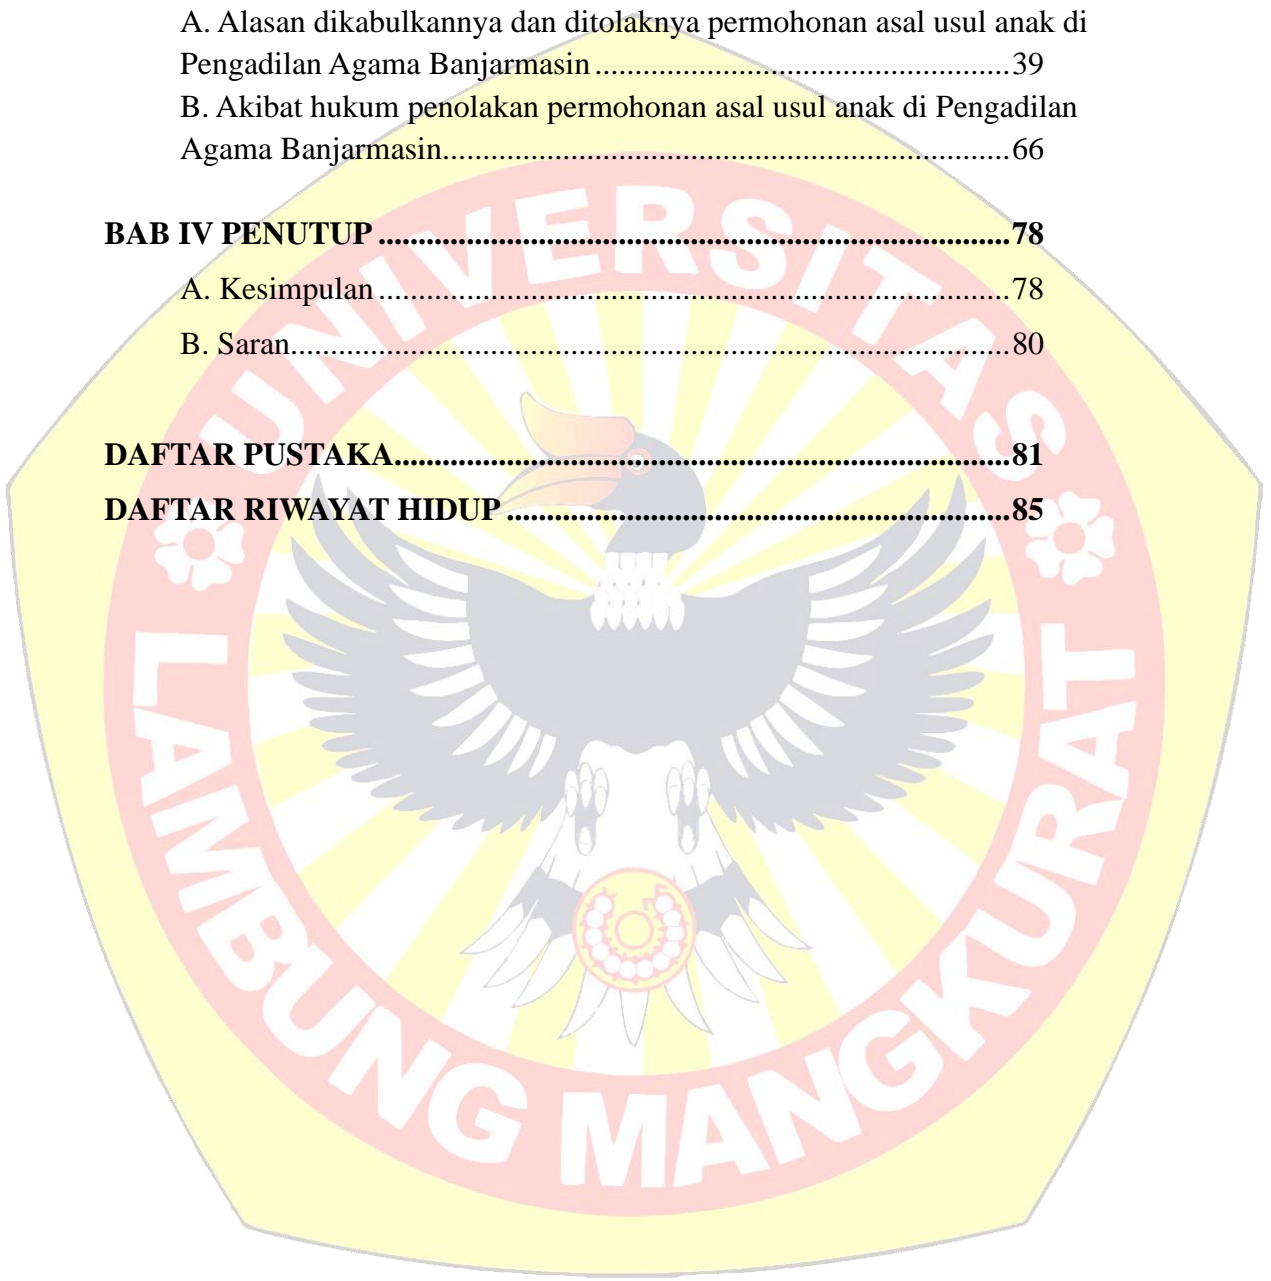 A. Alasan dikabulkannya dan ditolaknya permohonan asal usul anak di
Pengadilan Agama Banjarmasin....................................................39
B. Akibat hukum penolakan permohonan asal usul anak di Pengadilan
Agama Banjarmasin......................................................................66
BAB IV PENUTUP..............................................................................78
A. Kesimpulan..............................................................................78
B. Saran.........................................................................................80
DAFTAR PUSTAKA............................................................................81
DAFTAR RIWAYAT HIDUP..............................................................85
UNIVERSITAS
LAMBUNG MANGKURAT